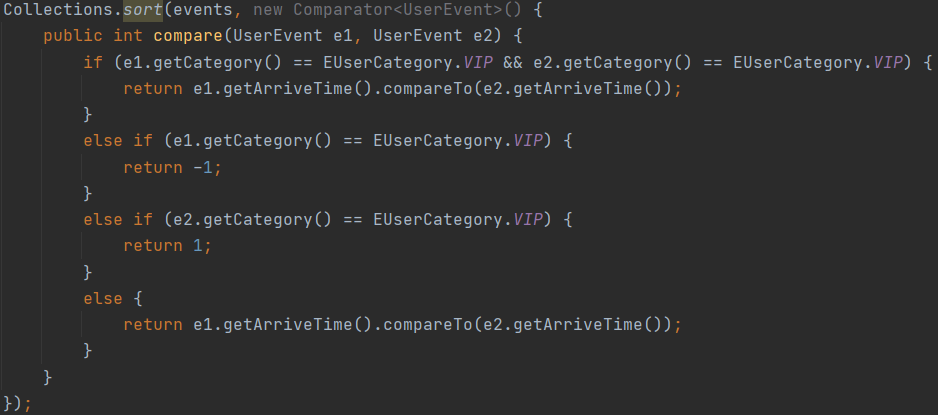 Collections.sort(events, new Comparator<UserEvent>() {
    public int compare(UserEvent e1, UserEvent e2) {
        if (e1.getCategory() == EUserCategory.VIP && e2.getCategory() == EUserCategory.VIP) {
            return e1.getArriveTime().compareTo(e2.getArriveTime());
        }
        else if (e1.getCategory() == EUserCategory.VIP) {
            return -1;
        }
        else if (e2.getCategory() == EUserCategory.VIP) {
            return 1;
        }
        else {
            return e1.getArriveTime().compareTo(e2.getArriveTime());
        }
    }
});